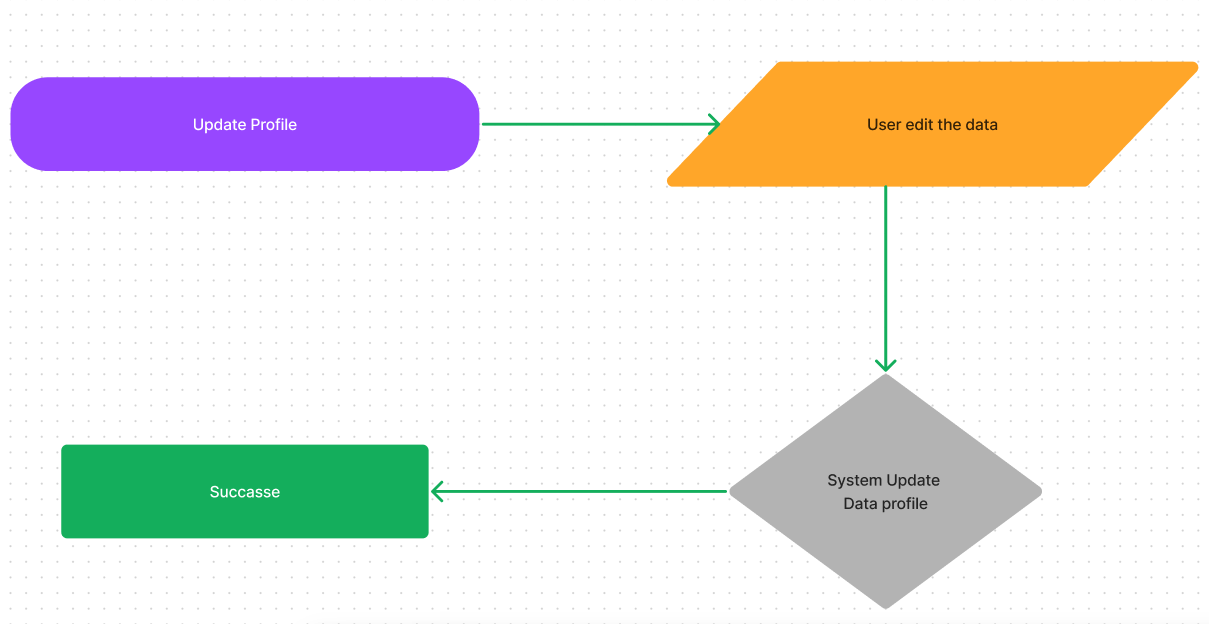 Update Profile
User edit the data
System Update
Data profile
Succasse